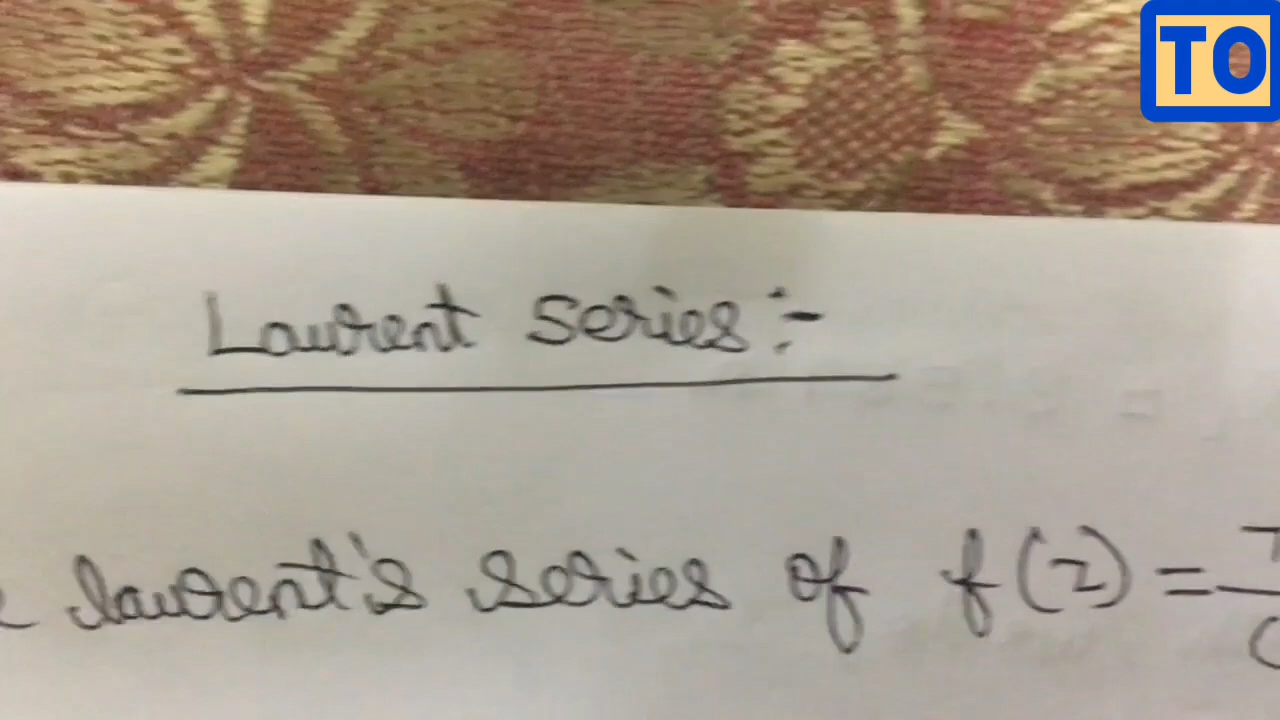 TO
Laurent Series:-
laurent's series of f(z) =